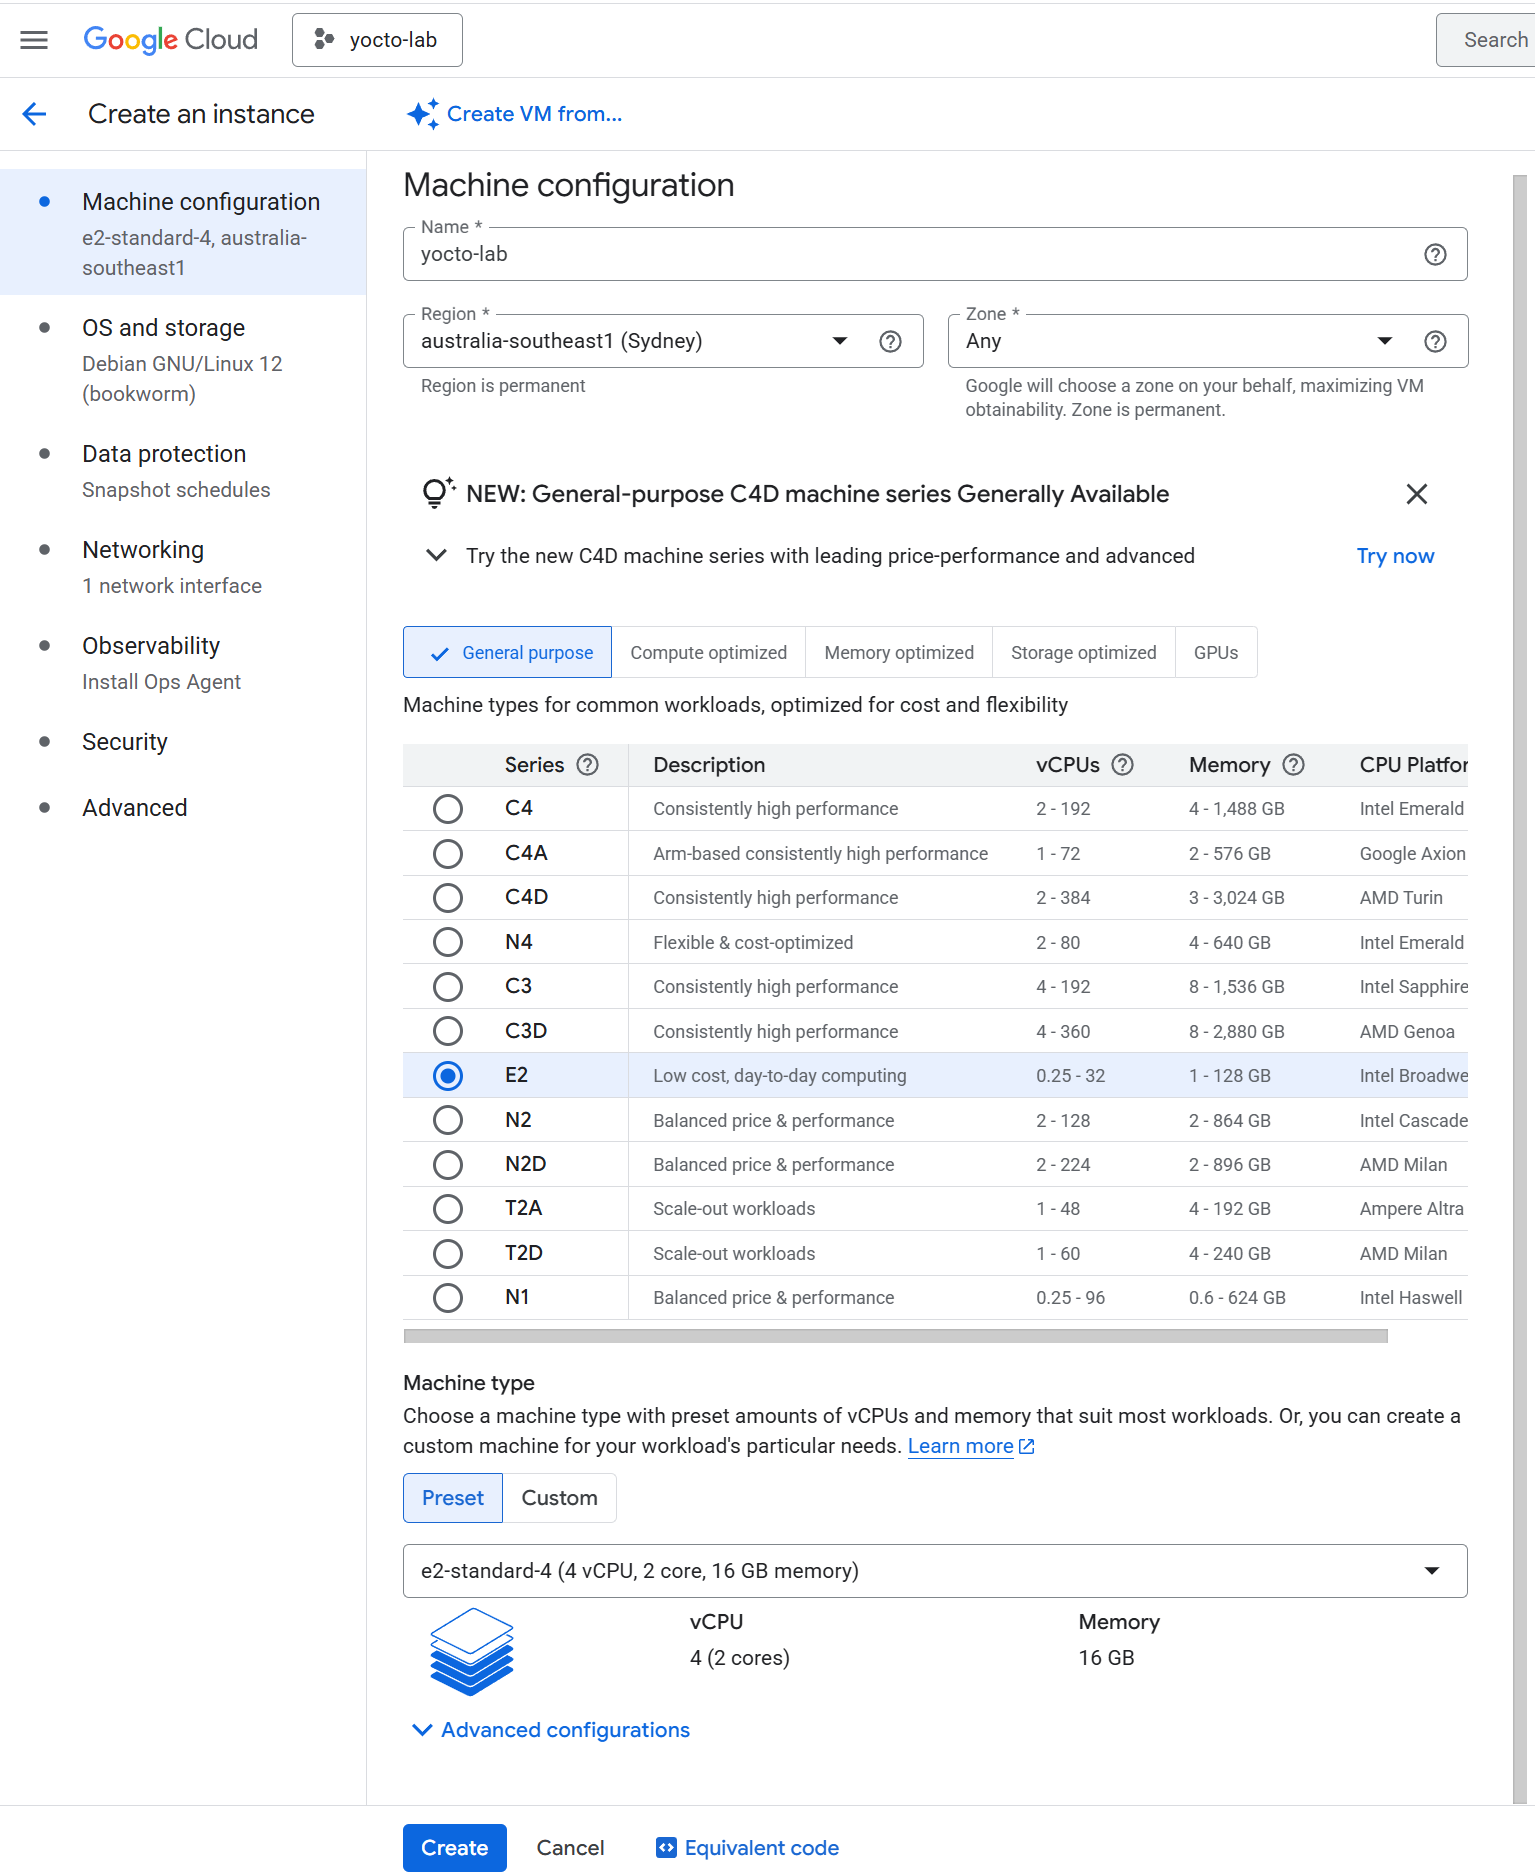 Google Cloud
yocto-lab
Search
Create an instance
Create VM from...
Machine configuration
e2-standard-4, australia-
southeast1
OS and storage
Debian GNU/Linux 12
(bookworm)
Data protection
Snapshot schedules
Networking
1 network interface
Observability
Install Ops Agent
Security
Advanced
Machine configuration
Name *
yocto-lab
Region *
australia-southeast1 (Sydney)
Region is permanent
Zone *
Any
Google will choose a zone on your behalf, maximizing VM
obtainability. Zone is permanent.
NEW: General-purpose C4D machine series Generally Available
Try the new C4D machine series with leading price-performance and advanced
Try now
General purpose
Compute optimized
Memory optimized
Storage optimized
GPUs
Machine types for common workloads, optimized for cost and flexibility
Series Description vCPUs Memory CPU Platfor
C4 Consistently high performance 2 - 192 4 - 1,488 GB Intel Emerald
C4A Arm-based consistently high performance 1 - 72 2 - 576 GB Google Axion
C4D Consistently high performance 2 - 384 3 - 3,024 GB AMD Turin
N4 Flexible & cost-optimized 2 - 80 4 - 640 GB Intel Emerald
C3 Consistently high performance 4 - 192 8 - 1,536 GB Intel Sapphire
C3D Consistently high performance 4 - 360 8 - 2,880 GB AMD Genoa
E2 Low cost, day-to-day computing 0.25 - 32 1 - 128 GB Intel Broadwe
N2 Balanced price & performance 2 - 128 2 - 864 GB Intel Cascade
N2D Balanced price & performance 2 - 224 2 - 896 GB AMD Milan
T2A Scale-out workloads 1 - 48 4 - 192 GB Ampere Altra
T2D Scale-out workloads 1 - 60 4 - 240 GB AMD Milan
N1 Balanced price & performance 0.25 - 96 0.6 - 624 GB Intel Haswell
Machine type
Choose a machine type with preset amounts of vCPUs and memory that suit most workloads. Or, you can create a
custom machine for your workload's particular needs. Learn more
Preset
Custom
e2-standard-4 (4 vCPU, 2 core, 16 GB memory)
vCPU
4 (2 cores)
Memory
16 GB
Advanced configurations
Create
Cancel
Equivalent code